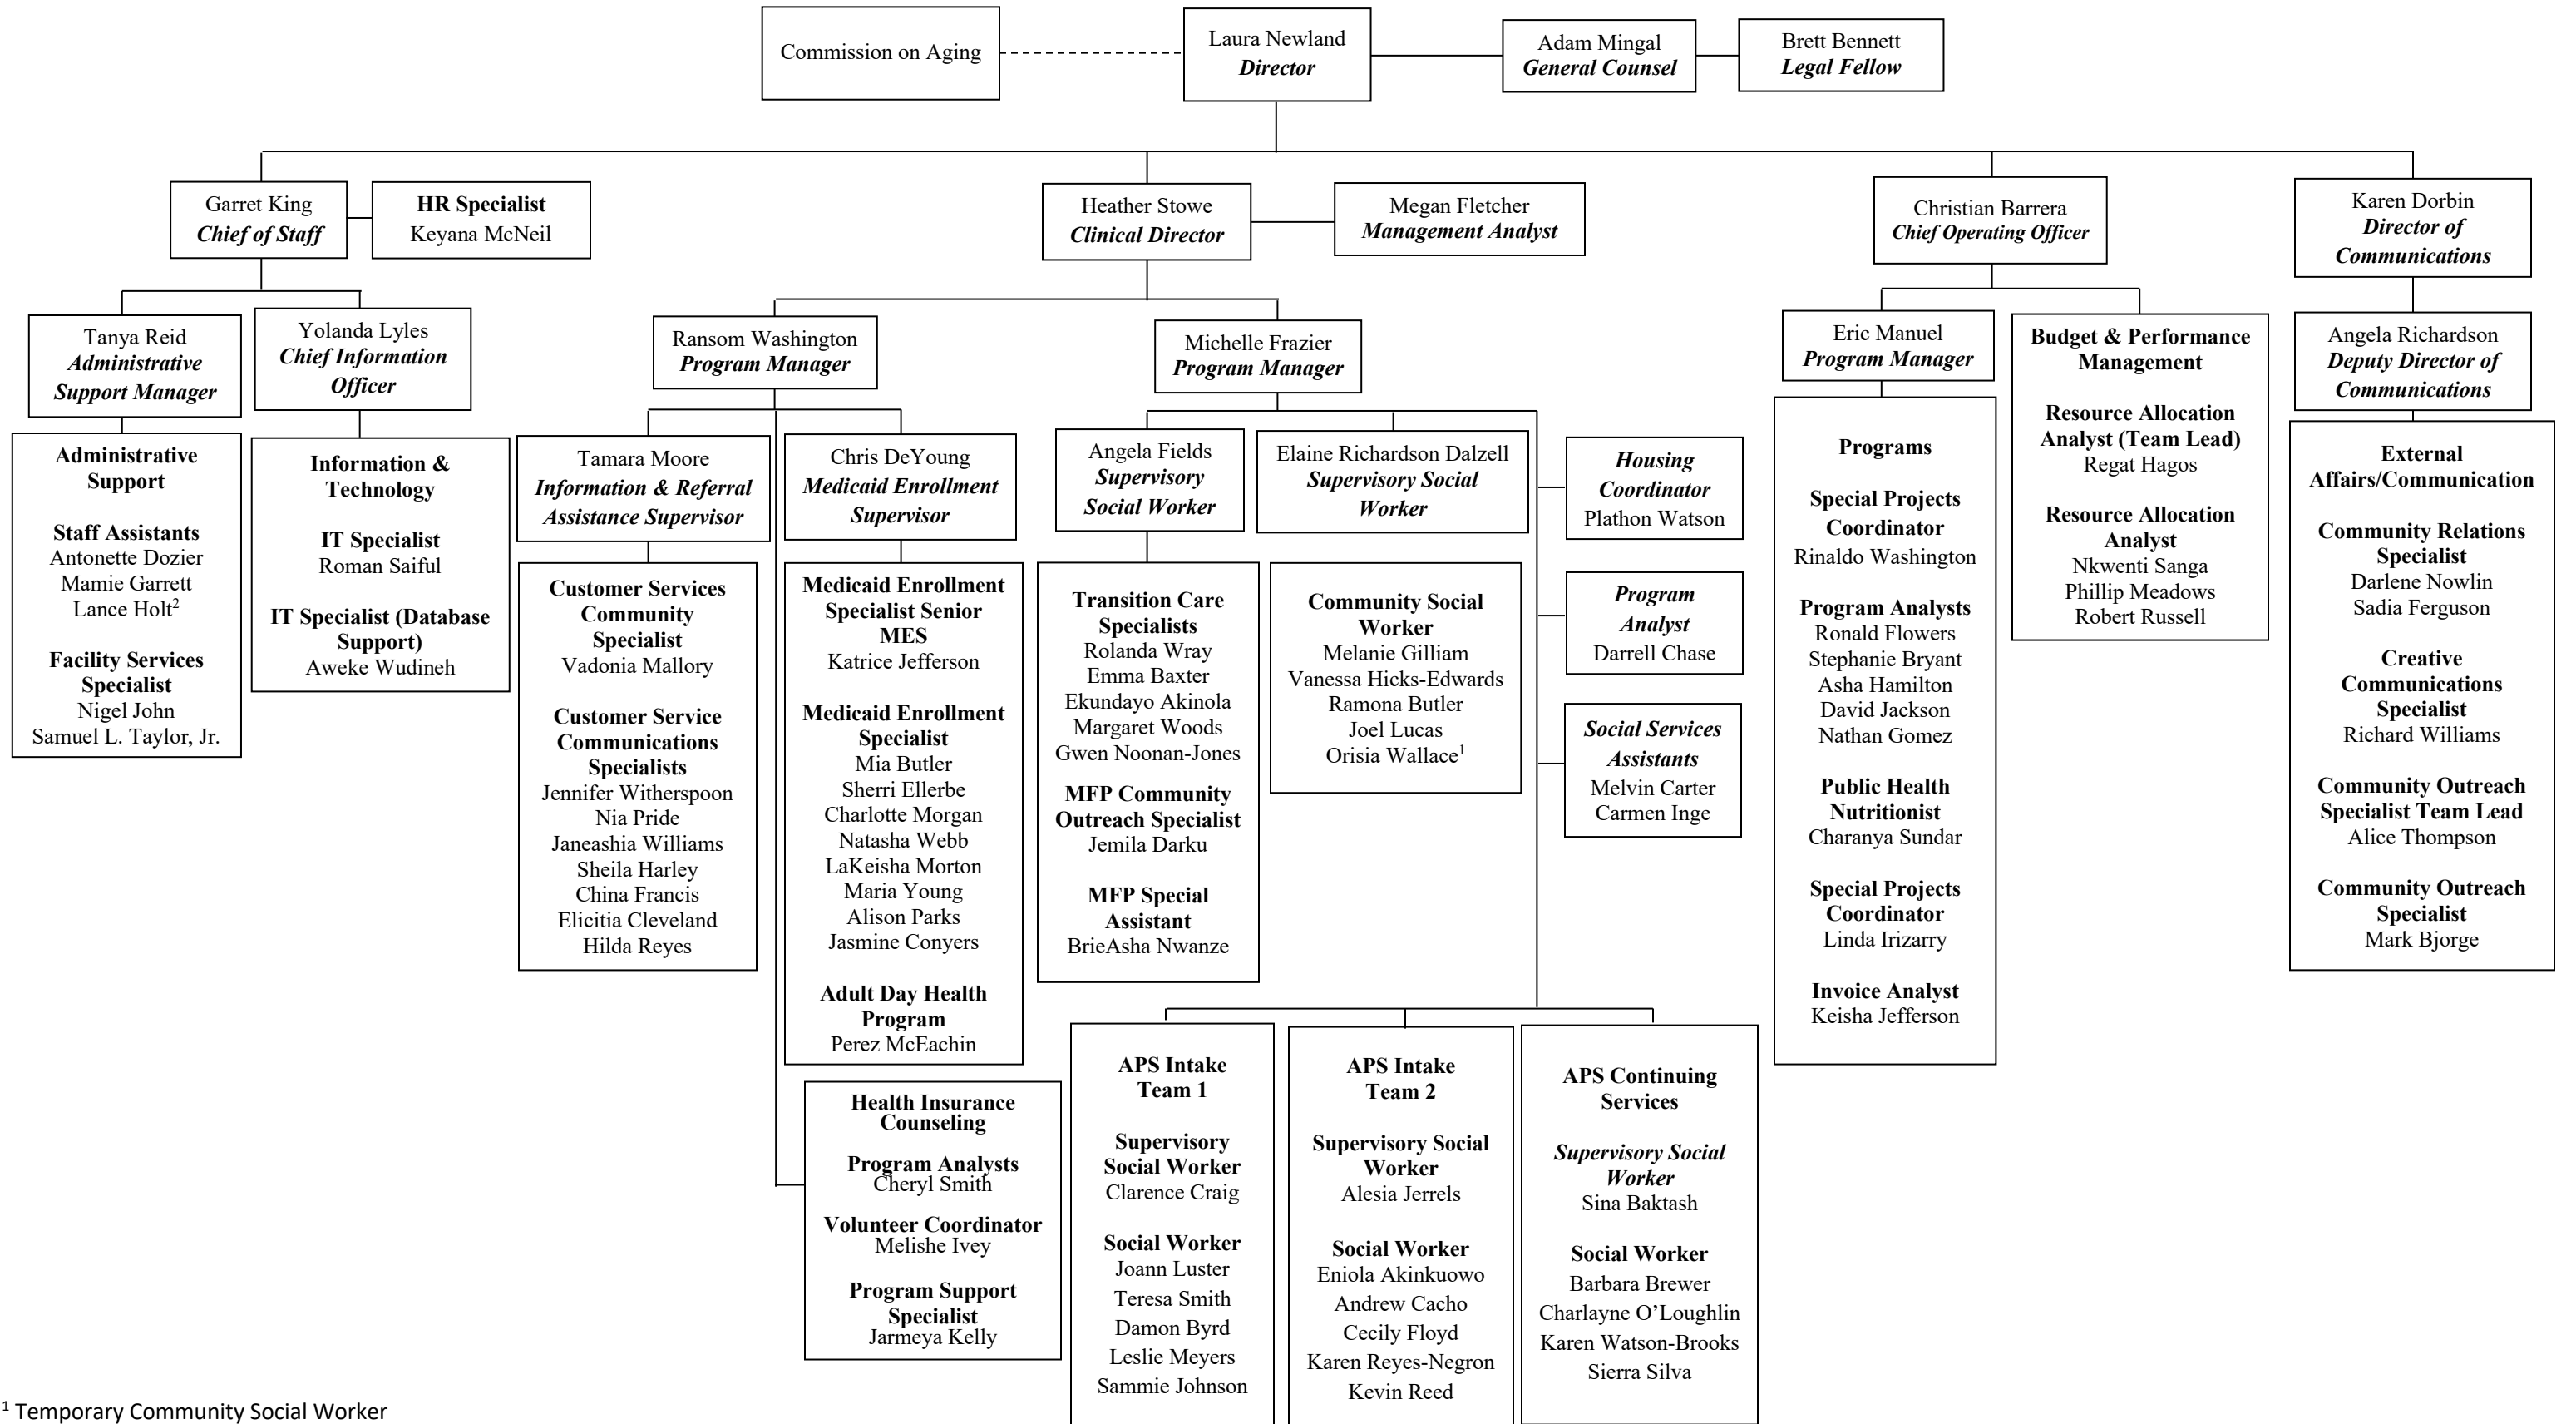 Commission on Aging
Laura Newland
Director
Adam Mingal
General Counsel
Brett Bennett
Legal Fellow
Garret King
Chief of Staff
HR Specialist
Keyana McNeil
Heather Stowe
Clinical Director
Megan Fletcher
Management Analyst
Christian Barrera
Chief Operating Officer
Karen Dorbin
Director of
Communications
Tanya Reid
Administrative
Support Manager
Yolanda Lyles
Chief Information
Officer
Ransom Washington
Program Manager
Michelle Frazier
Program Manager
Eric Manuel
Program Manager
Budget & Performance
Management
Resource Allocation
Analyst (Team Lead)
Regat Hagos
Resource Allocation
Analyst
Nkwenti Sanga
Phillip Meadows
Robert Russell
Angela Richardson
Deputy Director of
Communications
Administrative
Support
Staff Assistants
Antonette Dozier
Mamie Garrett
Lance Holt2
Facility Services
Specialist
Nigel John
Samuel L. Taylor, Jr.
Information &
Technology
IT Specialist
Roman Saiful
IT Specialist (Database
Support)
Aweke Wudineh
Tamara Moore
Information & Referral
Assistance Supervisor
Chris DeYoung
Medicaid Enrollment
Supervisor
Angela Fields
Supervisory
Social Worker
Elaine Richardson Dalzell
Supervisory Social
Worker
Housing
Coordinator
Plathon Watson
Program
Analyst
Darrell Chase
Social Services
Assistants
Melvin Carter
Carmen Inge
Customer Services
Community
Specialist
Vadonia Mallory
Customer Service
Communications
Specialists
Jennifer Witherspoon
Nia Pride
Janeashia Williams
Sheila Harley
China Francis
Elicitia Cleveland
Hilda Reyes
Medicaid Enrollment
Specialist Senior
MES
Katrice Jefferson
Medicaid Enrollment
Specialist
Mia Butler
Sherri Ellerbe
Charlotte Morgan
Natasha Webb
LaKeisha Morton
Maria Young
Alison Parks
Jasmine Conyers
Adult Day Health
Program
Perez McEachin
Transition Care
Specialists
Rolanda Wray
Emma Baxter
Ekundayo Akinola
Margaret Woods
Gwen Noonan-Jones
MFP Community
Outreach Specialist
Jemila Darku
MFP Special
Assistant
BrieAsha Nwanze
Community Social
Worker
Melanie Gilliam
Vanessa Hicks-Edwards
Ramona Butler
Joel Lucas
Orisia Wallace1
Programs
Special Projects
Coordinator
Rinaldo Washington
Program Analysts
Ronald Flowers
Stephanie Bryant
Asha Hamilton
David Jackson
Nathan Gomez
Public Health
Nutritionist
Charanya Sundar
Special Projects
Coordinator
Linda Irizarry
Invoice Analyst
Keisha Jefferson
External
Affairs/Communication
Community Relations
Specialist
Darlene Nowlin
Sadia Ferguson
Creative
Communications
Specialist
Richard Williams
Community Outreach
Specialist Team Lead
Alice Thompson
Community Outreach
Specialist
Mark Bjorge
Health Insurance
Counseling
Program Analysts
Cheryl Smith
Volunteer Coordinator
Melishe Ivey
Program Support
Specialist
Jarmeya Kelly
APS Intake
Team 1
Supervisory
Social Worker
Clarence Craig
Social Worker
Joann Luster
Teresa Smith
Damon Byrd
Leslie Meyers
Sammie Johnson
APS Intake
Team 2
Supervisory Social
Worker
Alesia Jerrels
Social Worker
Eniola Akinkuowo
Andrew Cacho
Cecily Floyd
Karen Reyes-Negron
Kevin Reed
APS Continuing
Services
Supervisory Social
Worker
Sina Baktash
Social Worker
Barbara Brewer
Charlayne O’Loughlin
Karen Watson-Brooks
Sierra Silva
1 Temporary Community Social Worker